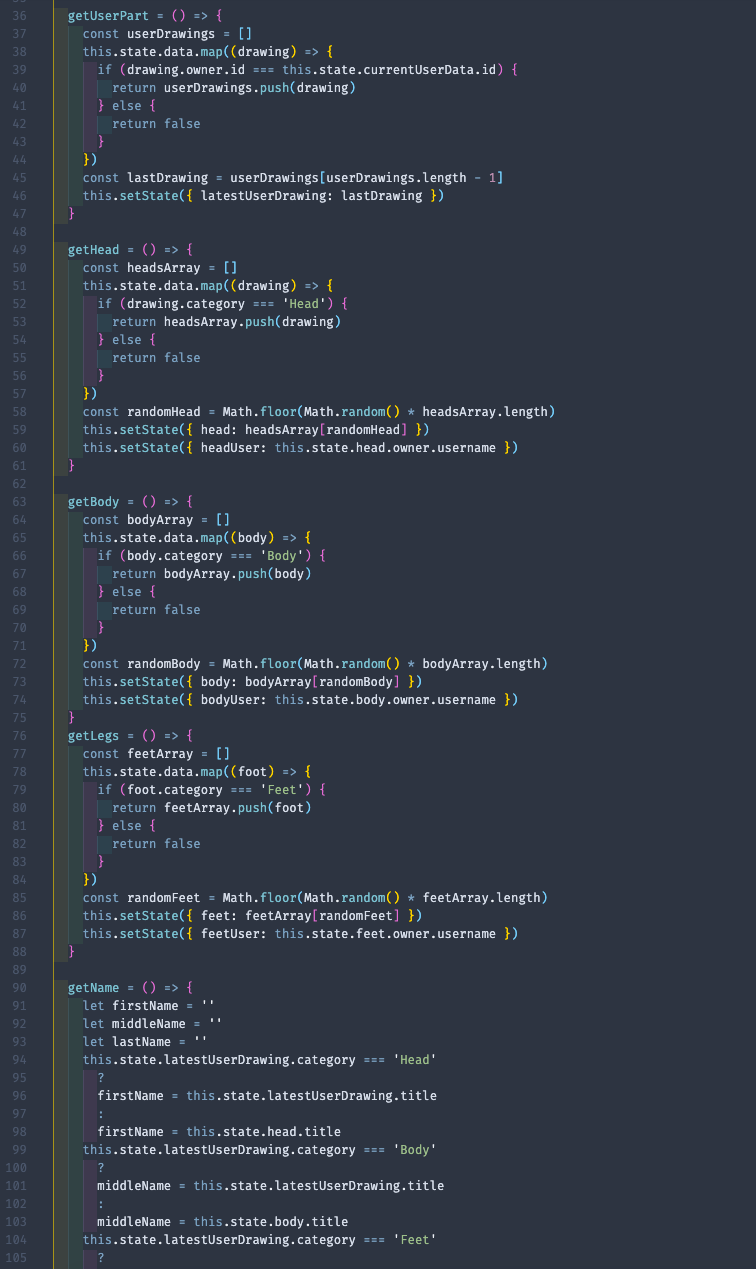 36 getUserPart = () => {
37 const userDrawings = []
38 this.state.data.map((drawing) => {
39 if (drawing.owner.id === this.state.currentUserData.id) {
40 return userDrawings.push(drawing)
41 } else {
42 return false
43 }
44 })
45 const lastDrawing = userDrawings[userDrawings.length - 1]
46 this.setState({ latestUserDrawing: lastDrawing })
47 }
48
49 getHead = () => {
50 const headsArray = []
51 this.state.data.map((drawing) => {
52 if (drawing.category === 'Head') {
53 return headsArray.push(drawing)
54 } else {
55 return false
56 }
57 })
58 const randomHead = Math.floor(Math.random() * headsArray.length)
59 this.setState({ head: headsArray[randomHead] })
60 this.setState({ headUser: this.state.head.owner.username })
61 }
62
63 getBody = () => {
64 const bodyArray = []
65 this.state.data.map((body) => {
66 if (body.category === 'Body') {
67 return bodyArray.push(body)
68 } else {
69 return false
70 }
71 })
72 const randomBody = Math.floor(Math.random() * bodyArray.length)
73 this.setState({ body: bodyArray[randomBody] })
74 this.setState({ bodyUser: this.state.body.owner.username })
75 }
76 getLegs = () => {
77 const feetArray = []
78 this.state.data.map((foot) => {
79 if (foot.category === 'Feet') {
80 return feetArray.push(foot)
81 } else {
82 return false
83 }
84 })
85 const randomFeet = Math.floor(Math.random() * feetArray.length)
86 this.setState({ feet: feetArray[randomFeet] })
87 this.setState({ feetUser: this.state.feet.owner.username })
88 }
89
90 getName = () => {
91 let firstName = ''
92 let middleName = ''
93 let lastName = ''
94 this.state.latestUserDrawing.category === 'Head'
95 ?
96 firstName = this.state.latestUserDrawing.title
97 :
98 firstName = this.state.head.title
99 this.state.latestUserDrawing.category === 'Body'
100 ?
101 middleName = this.state.latestUserDrawing.title
102 :
103 middleName = this.state.body.title
104 this.state.latestUserDrawing.category === 'Feet'
105 ?